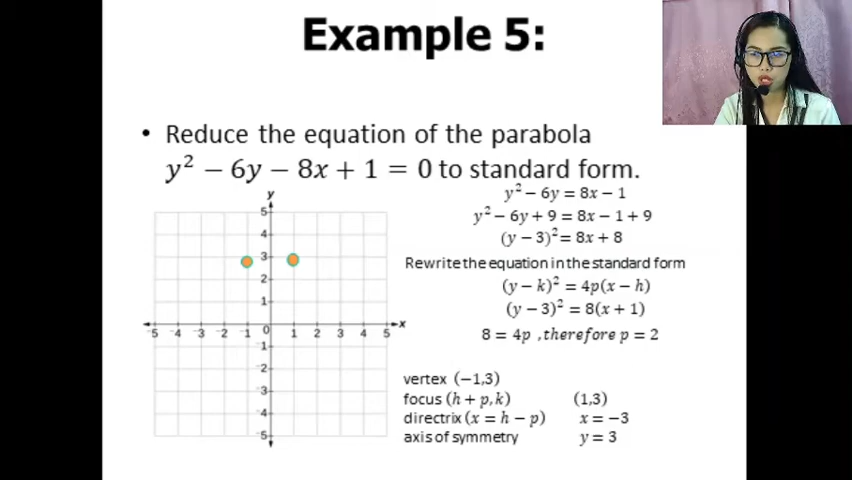 Example 5:
• Reduce the equation of the parabola
y² − 6y − 8x + 1 = 0 to standard form.
y² − 6y = 8x − 1
y² − 6y + 9 = 8x − 1 + 9
(y − 3)² = 8x + 8
Rewrite the equation in the standard form
(y − k)² = 4p(x − h)
(y − 3)² = 8(x + 1)
8 = 4p ,therefore p = 2
vertex (−1,3)
focus (h + p, k) (1,3)
directrix (x = h − p) x = −3
axis of symmetry y = 3
y
5
4
3
2
1
-5 -4 -3 -2 -1 0 1 2 3 4 5 x
-1
-2
-3
-4
-5